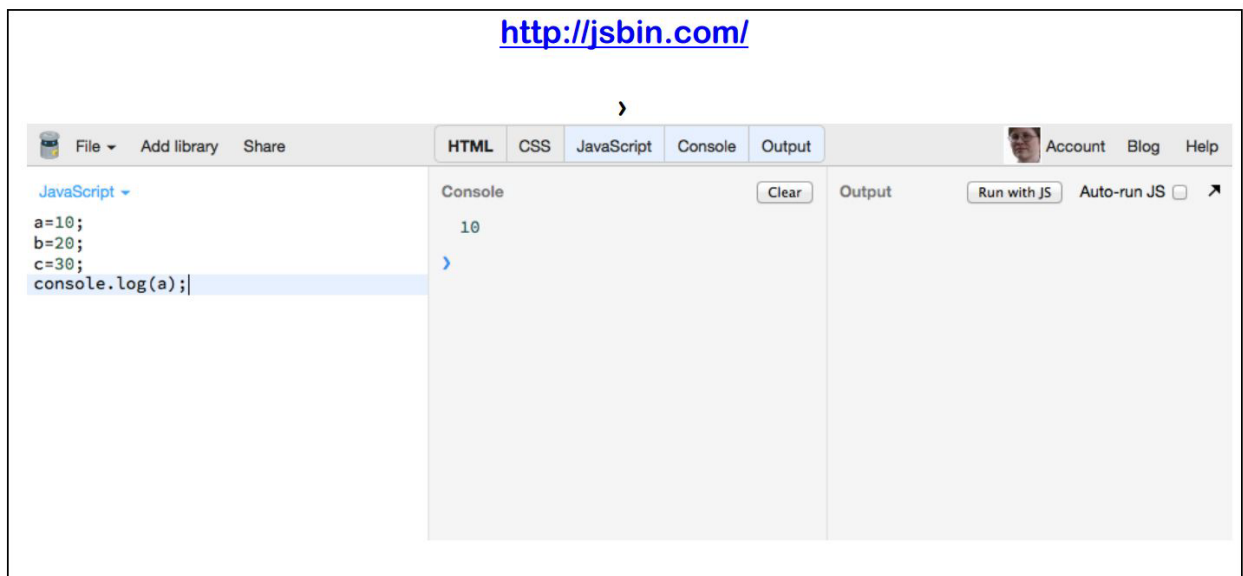 http://jsbin.com/
›
File Add library Share HTML CSS JavaScript Console Output Account Blog Help
JavaScript Console Clear Output Run with JS Auto-run JS
a=10;
b=20;
c=30;
console.log(a);
10
›